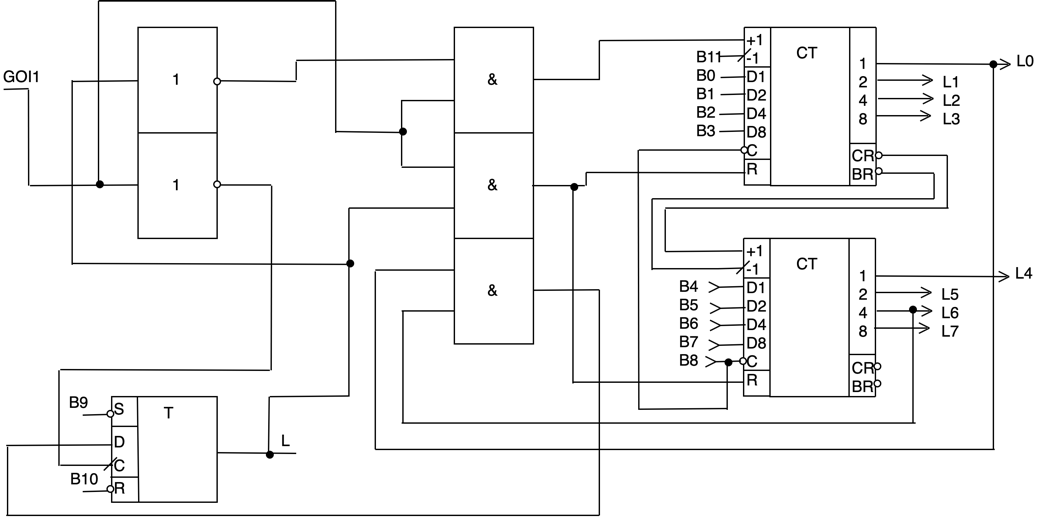 GOI1
1
1
&
&
&
B11
B0
B1
B2
B3
+1
-1
D1
D2
D4
D8
C
R
CT
1
2
4
8
CR
BR
L0
L1
L2
L3
B4
B5
B6
B7
B8
+1
-1
D1
D2
D4
D8
C
R
CT
1
2
4
8
CR
BR
L4
L5
L6
L7
B9
B10
S
D
C
R
T
L